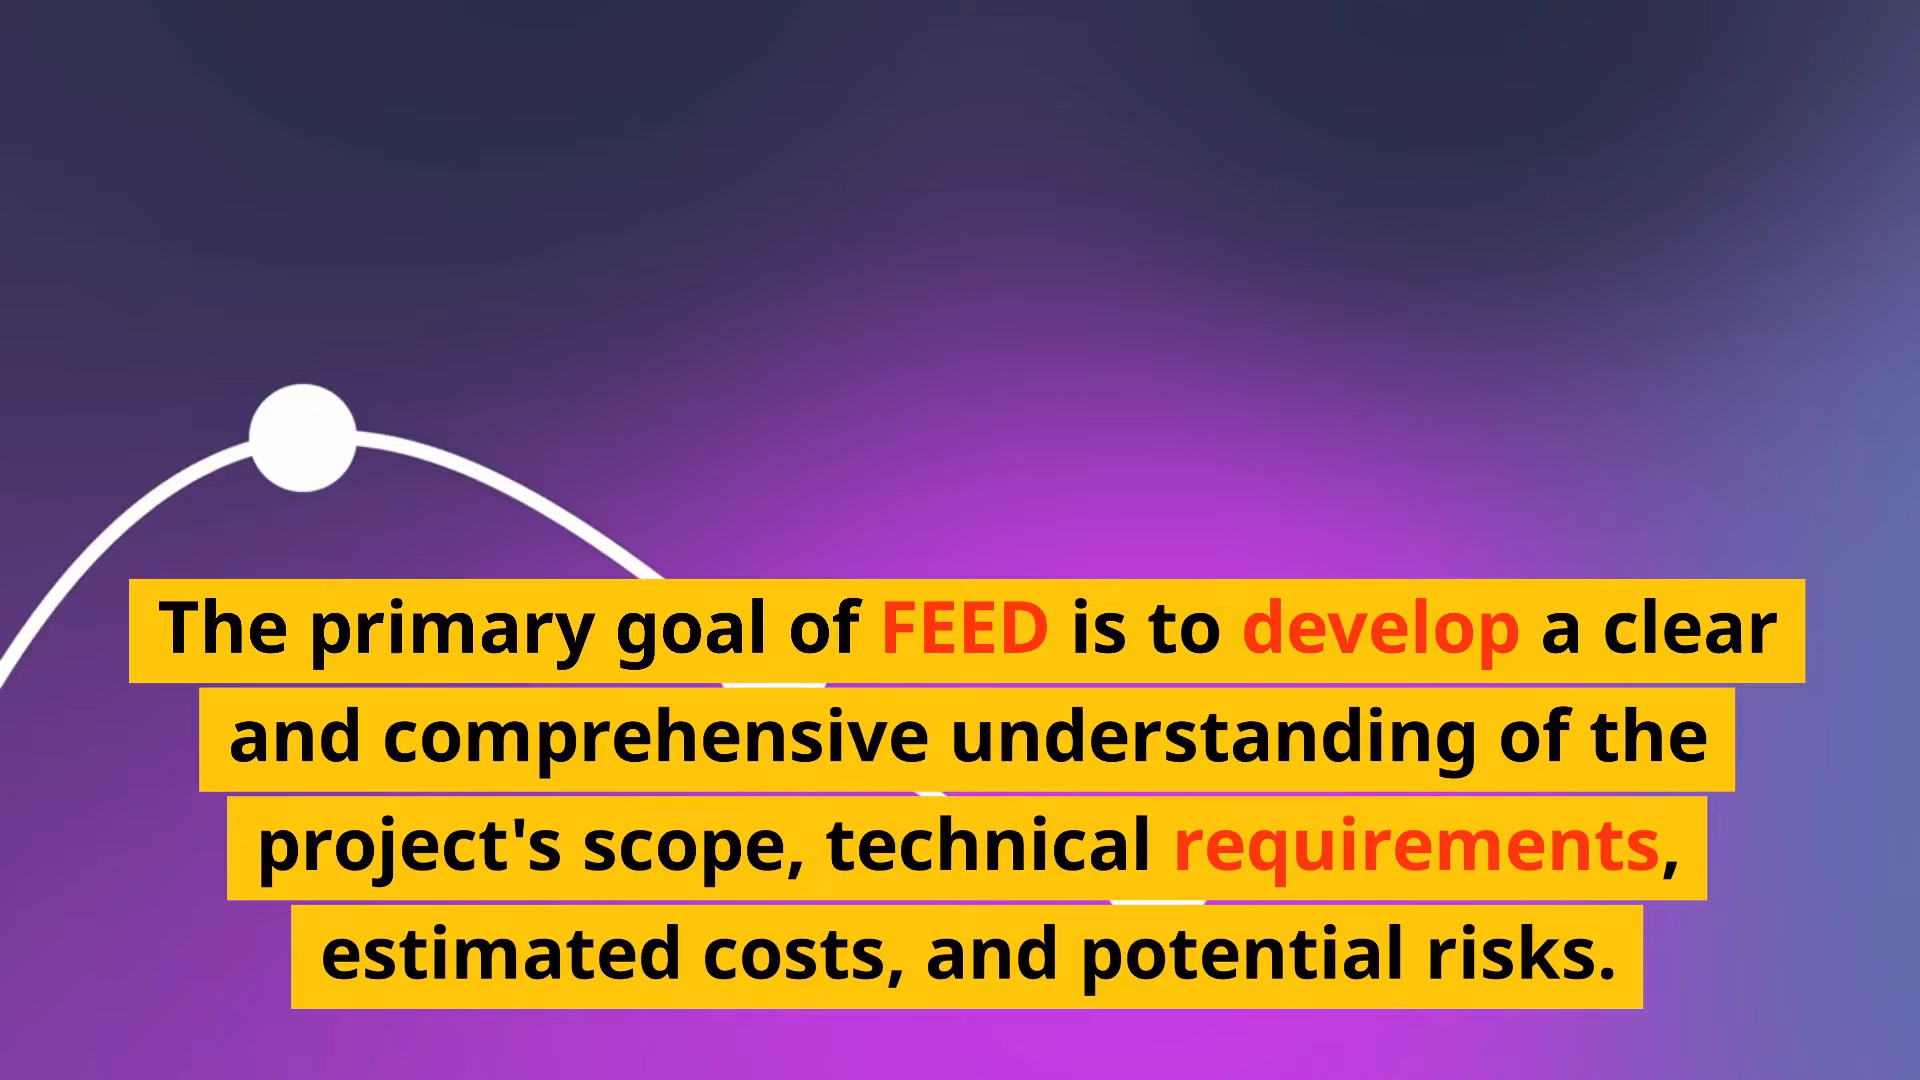 The primary goal of FEED is to develop a clear
and comprehensive understanding of the
project's scope, technical requirements,
estimated costs, and potential risks.